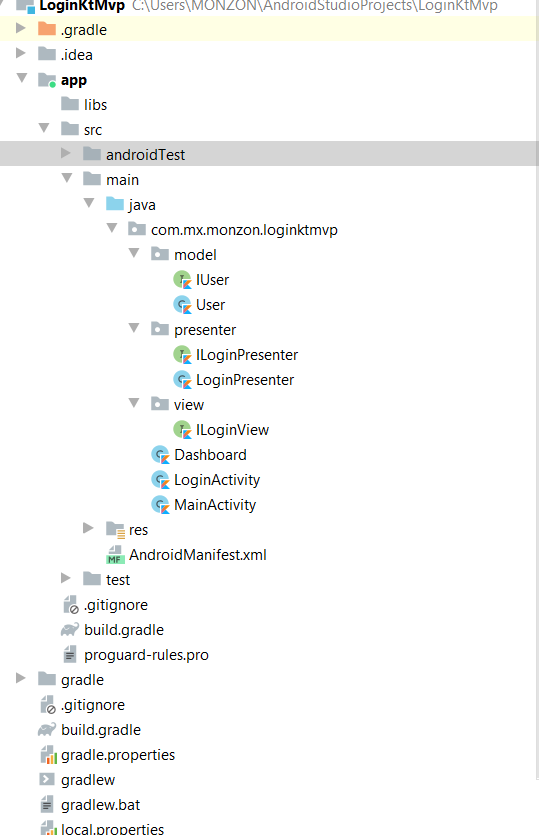 LoginKtMvp C:\Users\MONZON\AndroidStudioProjects\LoginKtMvp
.gradle
.idea
app
libs
src
androidTest
main
java
com.mx.monzon.loginktmvp
model
IUser
User
presenter
ILoginPresenter
LoginPresenter
view
ILoginView
Dashboard
LoginActivity
MainActivity
res
AndroidManifest.xml
test
.gitignore
build.gradle
proguard-rules.pro
gradle
.gitignore
build.gradle
gradle.properties
gradlew
gradlew.bat
local.properties